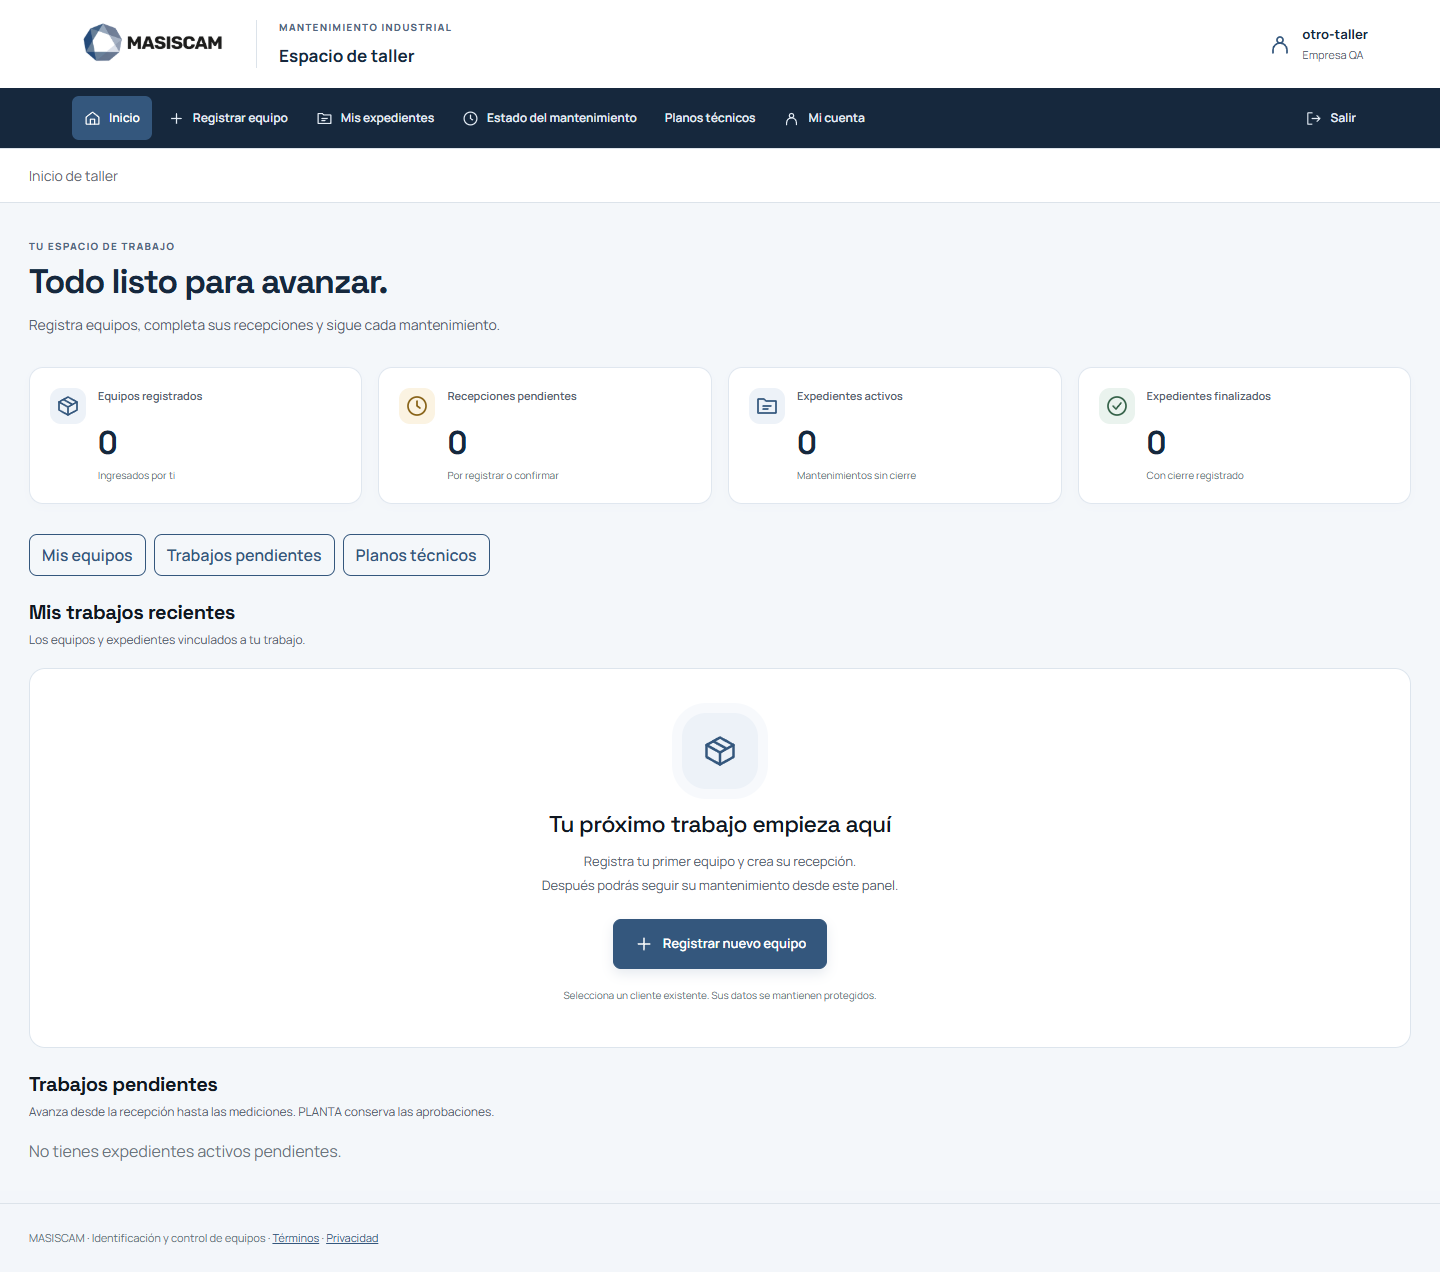 MASISCAM
MANTENIMIENTO INDUSTRIAL
Espacio de taller
otro-taller
Empresa QA
Inicio
Registrar equipo
Mis expedientes
Estado del mantenimiento
Planos técnicos
Mi cuenta
Salir
Inicio de taller
TU ESPACIO DE TRABAJO
Todo listo para avanzar.
Registra equipos, completa sus recepciones y sigue cada mantenimiento.
Equipos registrados
0
Ingresados por ti
Recepciones pendientes
0
Por registrar o confirmar
Expedientes activos
0
Mantenimientos sin cierre
Expedientes finalizados
0
Con cierre registrado
Mis equipos
Trabajos pendientes
Planos técnicos
Mis trabajos recientes
Los equipos y expedientes vinculados a tu trabajo.
Tu próximo trabajo empieza aquí
Registra tu primer equipo y crea su recepción.
Después podrás seguir su mantenimiento desde este panel.
Registrar nuevo equipo
Selecciona un cliente existente. Sus datos se mantienen protegidos.
Trabajos pendientes
Avanza desde la recepción hasta las mediciones. PLANTA conserva las aprobaciones.
No tienes expedientes activos pendientes.
MASISCAM · Identificación y control de equipos · Términos · Privacidad